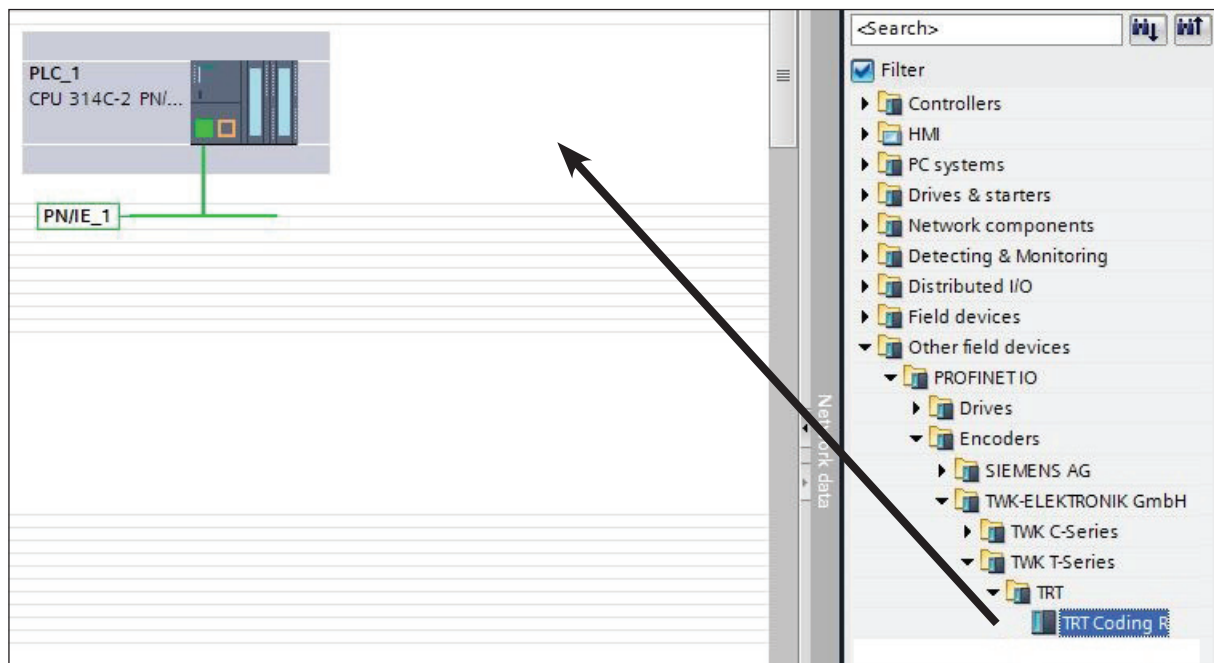 PLC_1
CPU 314C-2 PN/...
PN/IE_1
Network data
<Search>
Filter
Controllers
HMI
PC systems
Drives & starters
Network components
Detecting & Monitoring
Distributed I/O
Field devices
Other field devices
PROFINET IO
Drives
Encoders
SIEMENS AG
TWK-ELEKTRONIK GmbH
TWK C-Series
TWK T-Series
TRT
TRT Coding R